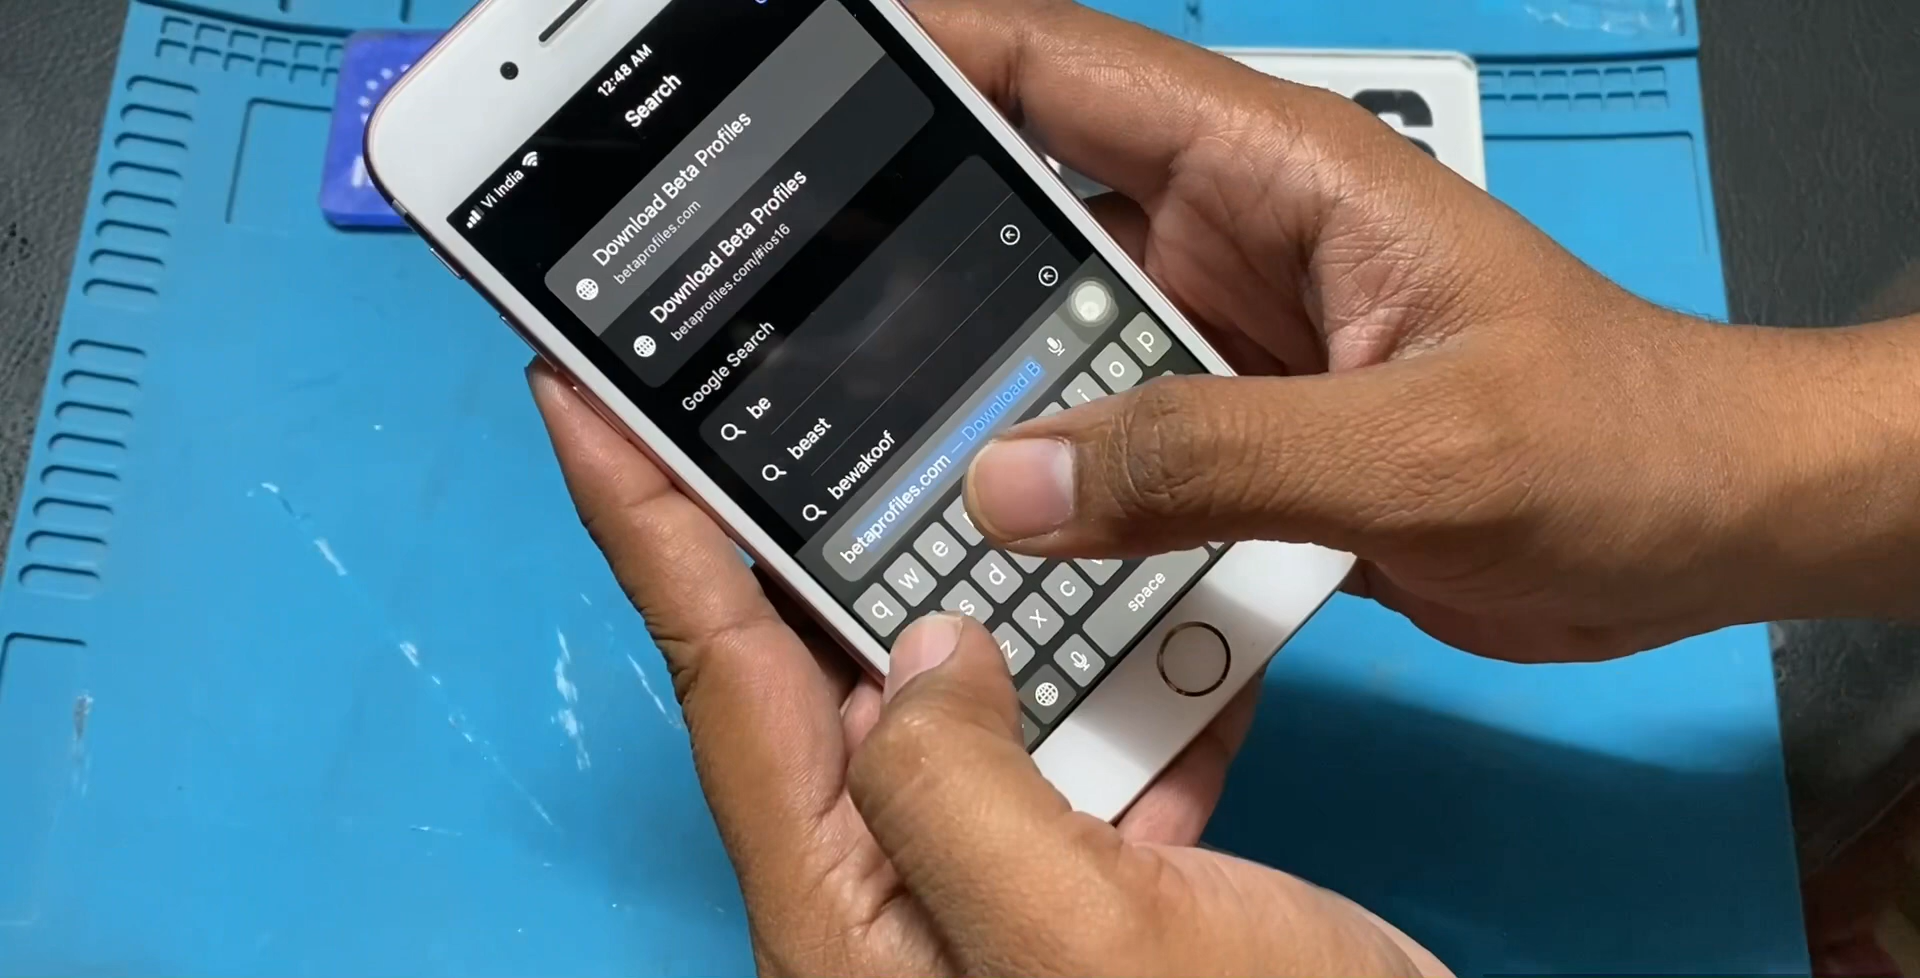 Vi India
12:48 AM
Search
Download Beta Profiles
betaprofiles.com
Download Beta Profiles
betaprofiles.com/#ios16
Google Search
be
beast
bewakoof
betaprofiles.com — Download B
q w e i o p
s d
z x c
space
S